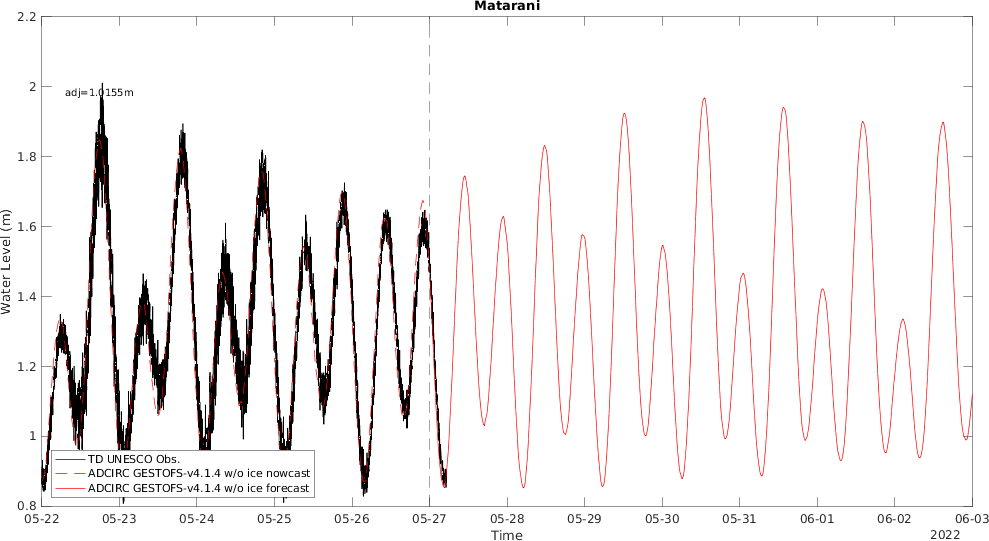 Matarani
2.2
2
1.8
1.6
1.4
1.2
1
0.8
Water Level (m)
adj=1.0155m
TD UNESCO Obs.
ADCIRC GESTOFS-v4.1.4 w/o ice nowcast
ADCIRC GESTOFS-v4.1.4 w/o ice forecast
05-22 05-23 05-24 05-25 05-26 05-27 05-28 05-29 05-30 05-31 06-01 06-02 06-03
Time
2022